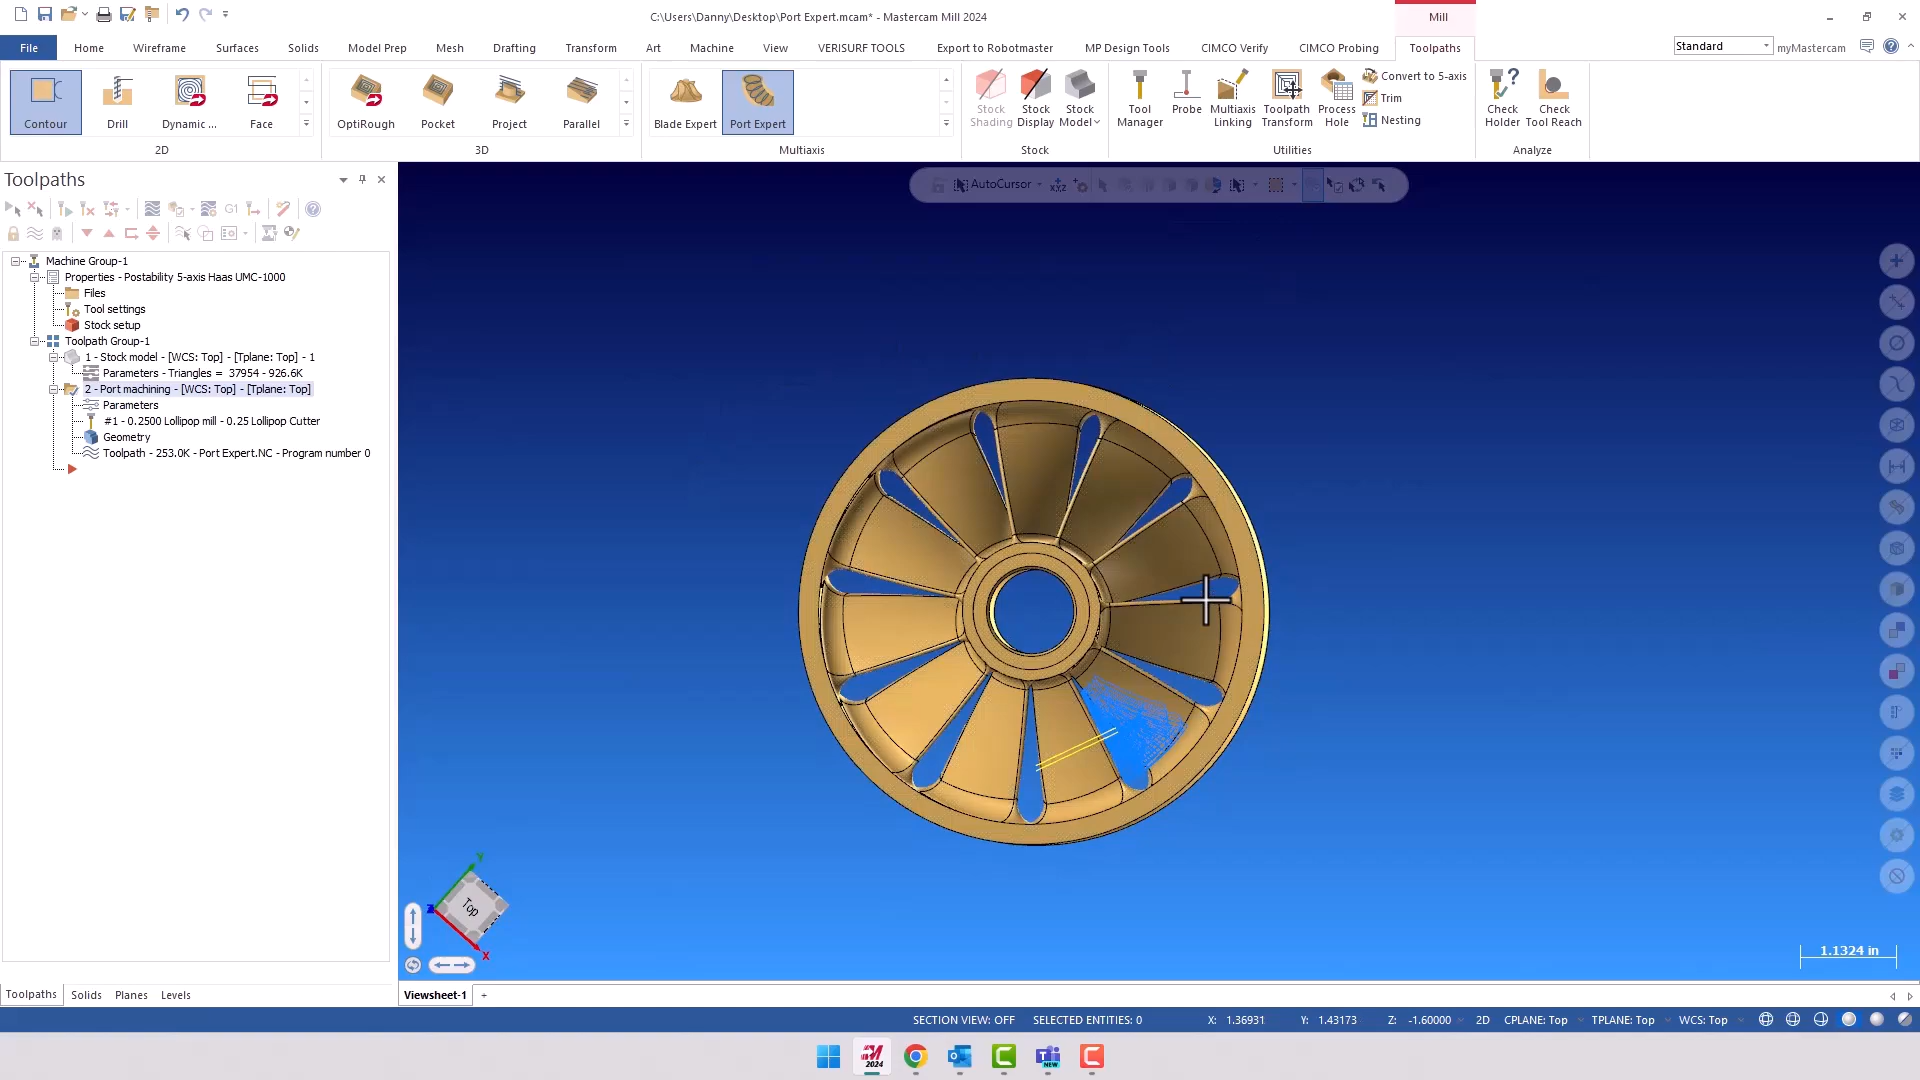 C:\Users\Danny\Desktop\Port Expert.mcam* - Mastercam Mill 2024
Mill
File
Home
Wireframe
Surfaces
Solids
Model Prep
Mesh
Drafting
Transform
Art
Machine
View
VERISURF TOOLS
Export to Robotmaster
MP Design Tools
CIMCO Verify
CIMCO Probing
Toolpaths
Standard
myMastercam
Contour
Drill
Dynamic ...
Face
2D
OptiRough
Pocket
Project
Parallel
3D
Blade Expert
Port Expert
Multiaxis
Stock Shading
Stock Display
Stock Model
Stock
Tool Manager
Probe
Multiaxis Linking
Toolpath Transform
Process Hole
Convert to 5-axis
Trim
Nesting
Utilities
Check Holder
Check Tool Reach
Analyze
Toolpaths
G1
AutoCursor
Machine Group-1
Properties - Postability 5-axis Haas UMC-1000
Files
Tool settings
Stock setup
Toolpath Group-1
1 - Stock model - [WCS: Top] - [Tplane: Top] - 1
Parameters - Triangles = 37954 - 926.6K
2 - Port machining - [WCS: Top] - [Tplane: Top]
Parameters
#1 - 0.2500 Lollipop mill - 0.25 Lollipop Cutter
Geometry
Toolpath - 253.0K - Port Expert.NC - Program number 0
Y
Top
Z
X
1.1324 in
Toolpaths
Solids
Planes
Levels
Viewsheet-1
+
SECTION VIEW: OFF
SELECTED ENTITIES: 0
X: 1.36931
Y: 1.43173
Z: -1.60000
2D
CPLANE: Top
TPLANE: Top
WCS: Top
2024
NEW